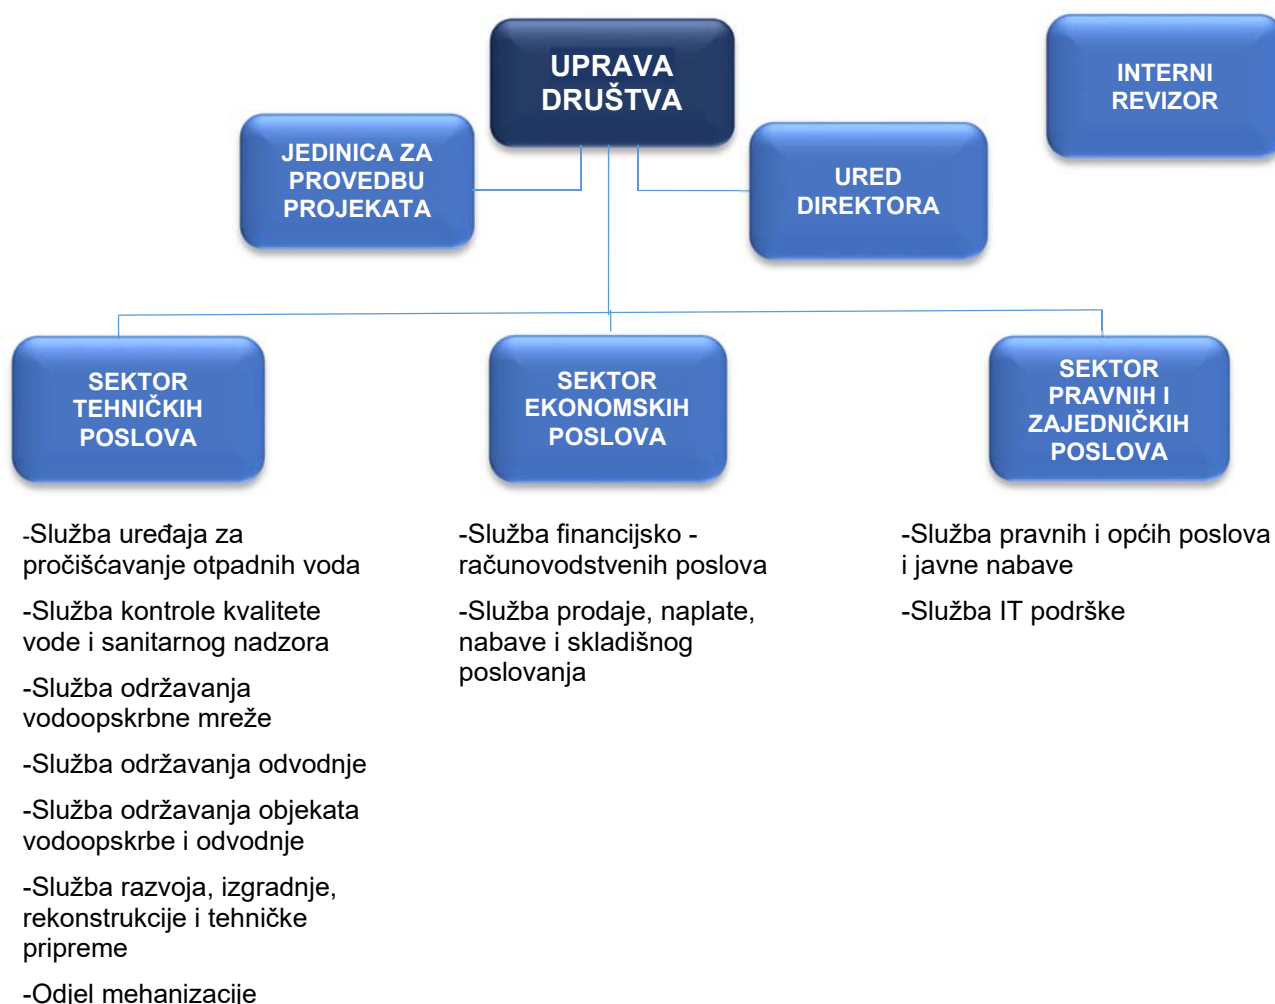 UPRAVA
DRUŠTVA
INTERNI
REVIZOR
JEDINICA ZA
PROVEDBU
PROJEKATA
URED
DIREKTORA
SEKTOR
TEHNIČKIH
POSLOVA
SEKTOR
EKONOMSKIH
POSLOVA
SEKTOR
PRAVNIH I
ZAJEDNIČKIH
POSLOVA
-Služba uređaja za
pročišćavanje otpadnih voda
-Služba kontrole kvalitete
vode i sanitarnog nadzora
-Služba održavanja
vodoopskrbne mreže
-Služba održavanja odvodnje
-Služba održavanja objekata
vodoopskrbe i odvodnje
-Služba razvoja, izgradnje,
rekonstrukcije i tehničke
pripreme
-Odjel mehanizacije
-Služba financijsko -
računovodstvenih poslova
-Služba prodaje, naplate,
nabave i skladišnog
poslovanja
-Služba pravnih i općih poslova
i javne nabave
-Služba IT podrške